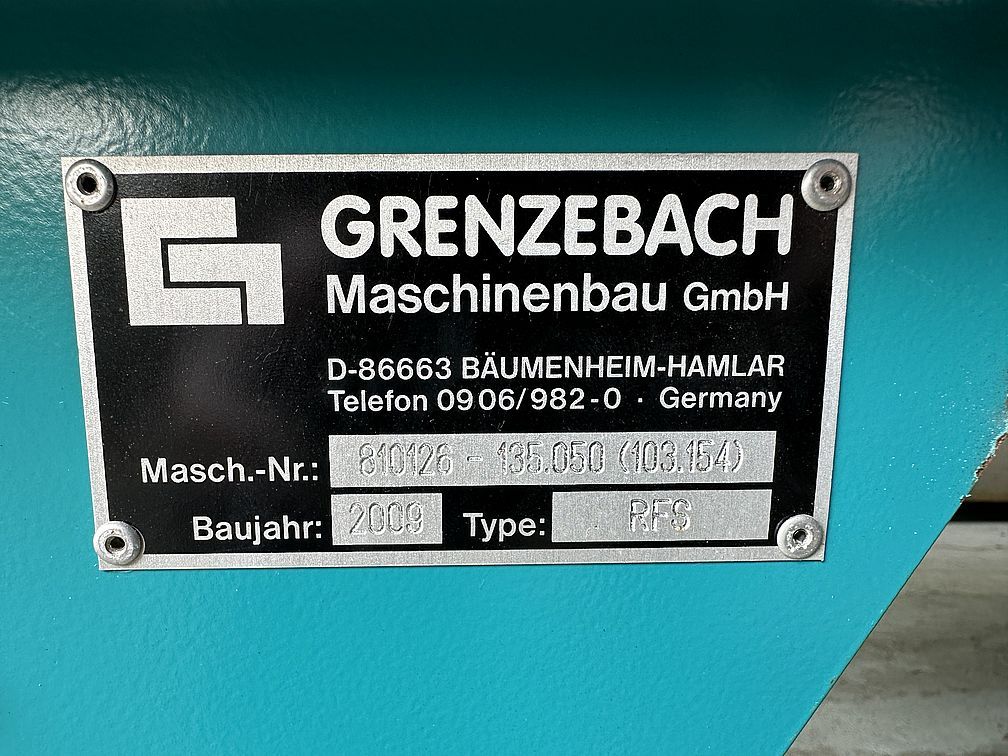 GRENZEBACH
Maschinenbau GmbH
D-86663 BÄUMENHEIM-HAMLAR
Telefon 0906/982-0 · Germany
Masch.-Nr.: 810126 - 135.050 (103.154)
Baujahr: 2009 Type: RFS